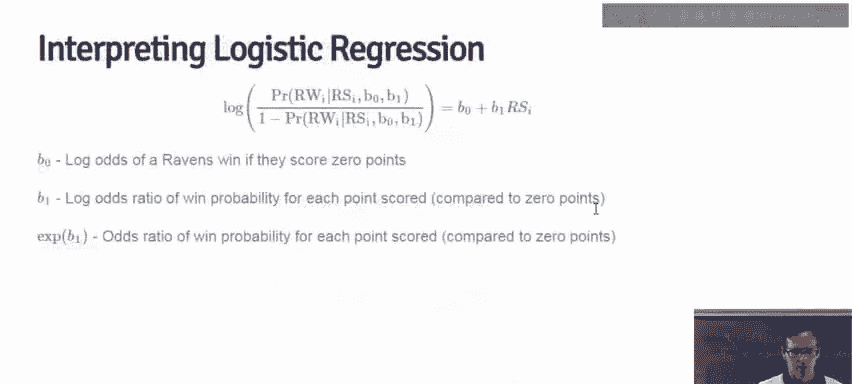 Interpreting Logistic Regression
log(Pr(RWᵢ|RSᵢ, b₀, b₁) / 1 − Pr(RWᵢ|RSᵢ, b₀, b₁)) = b₀ + b₁RSᵢ
b₀ - Log odds of a Ravens win if they score zero points
b₁ - Log odds ratio of win probability for each point scored (compared to zero points)
exp(b₁) - Odds ratio of win probability for each point scored (compared to zero points)